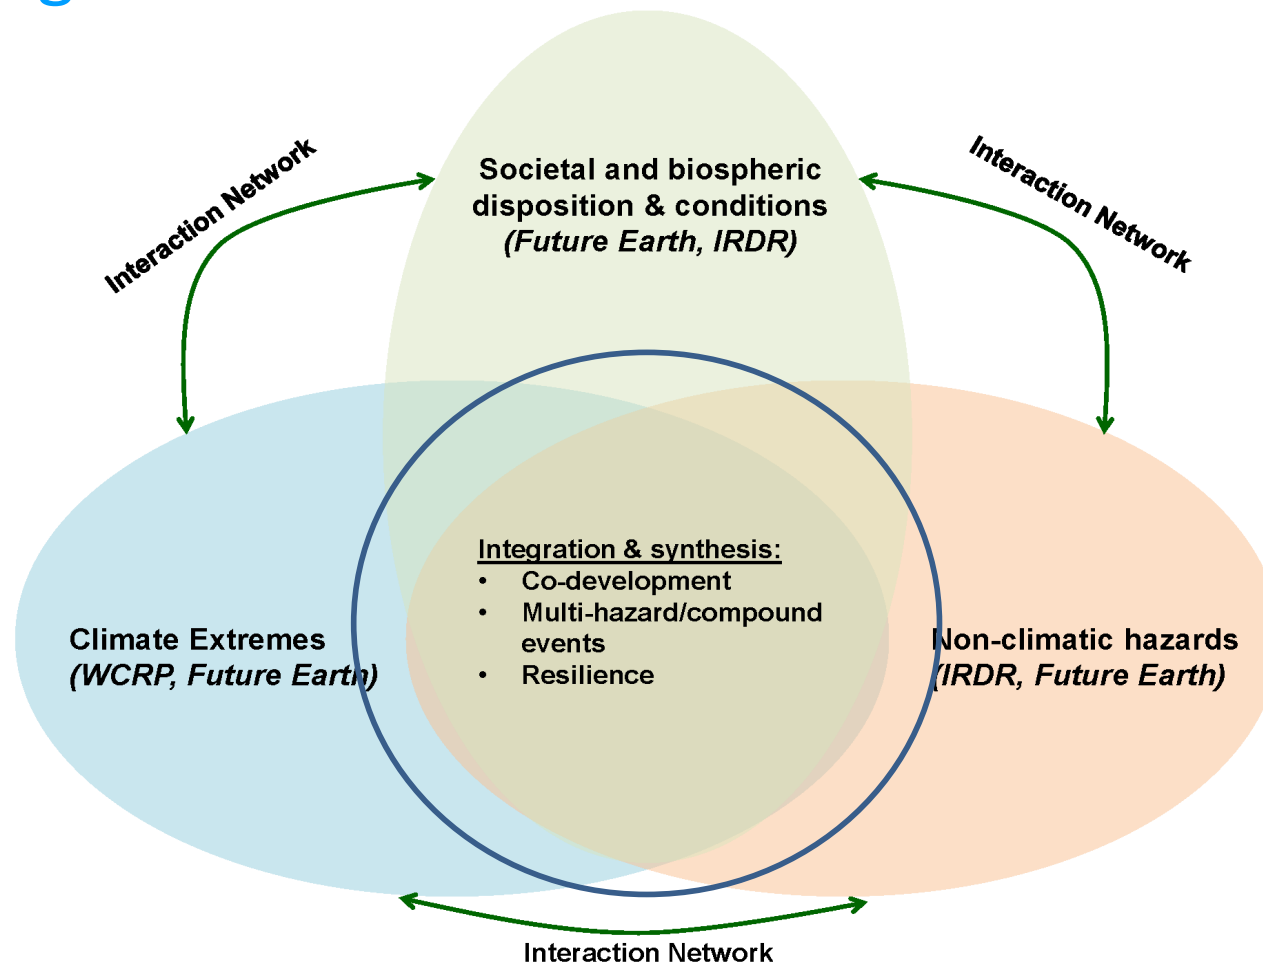 Interaction Network
Interaction Network
Societal and biospheric
disposition & conditions
(Future Earth, IRDR)
Integration & synthesis:
• Co-development
• Multi-hazard/compound
events
• Resilience
Climate Extremes
(WCRP, Future Earth)
Non-climatic hazards
(IRDR, Future Earth)
Interaction Network